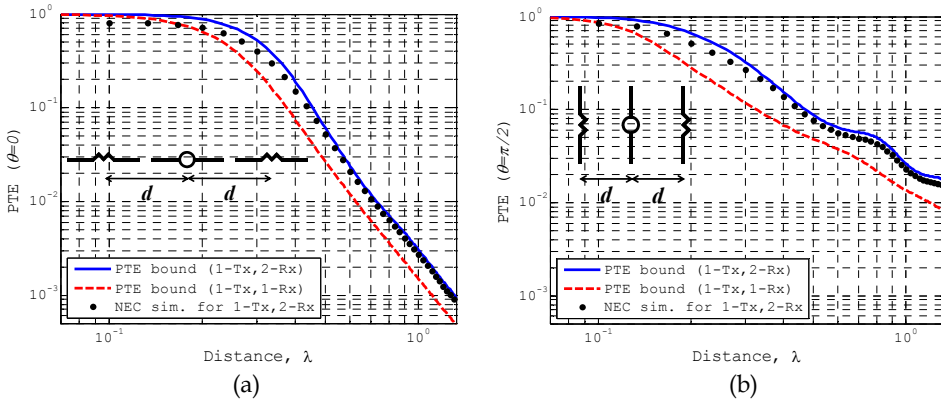 10^0
10^-1
10^-2
10^-3
10^-1
10^0
PTE (θ=0)
d
d
PTE bound (1-Tx,2-Rx)
PTE bound (1-Tx,1-Rx)
NEC sim. for 1-Tx,2-Rx
Distance, λ
(a)
10^0
10^-1
10^-2
10^-3
10^-1
10^0
PTE (θ=π/2)
d
d
PTE bound (1-Tx,2-Rx)
PTE bound (1-Tx,1-Rx)
NEC sim. for 1-Tx,2-Rx
Distance, λ
(b)